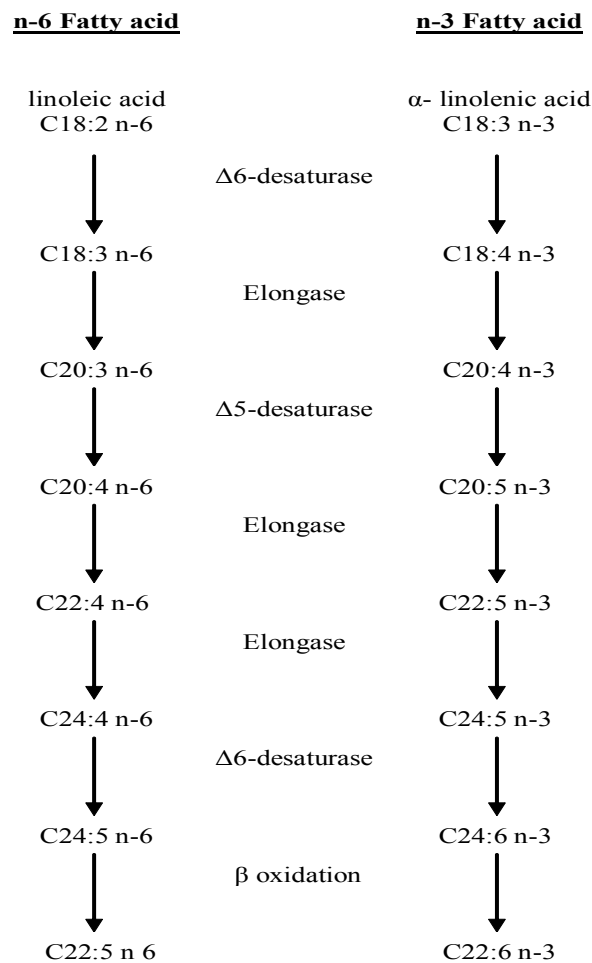 n-6 Fatty acid
n-3 Fatty acid
linoleic acid
α- linolenic acid
C18:2 n-6
C18:3 n-3
Δ6-desaturase
C18:3 n-6
C18:4 n-3
Elongase
C20:3 n-6
C20:4 n-3
Δ5-desaturase
C20:4 n-6
C20:5 n-3
Elongase
C22:4 n-6
C22:5 n-3
Elongase
C24:4 n-6
C24:5 n-3
Δ6-desaturase
C24:5 n-6
C24:6 n-3
β oxidation
C22:5 n 6
C22:6 n-3